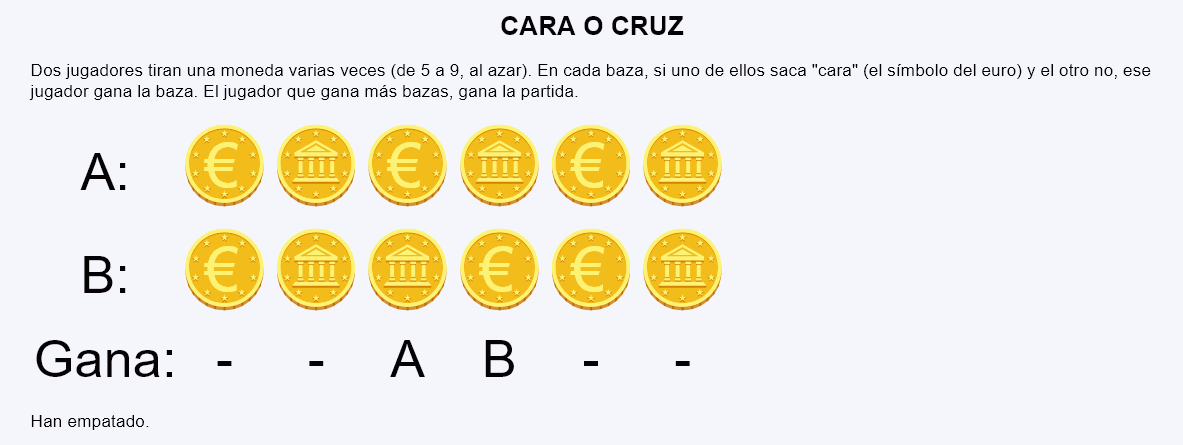 CARA O CRUZ
Dos jugadores tiran una moneda varias veces (de 5 a 9, al azar). En cada baza, si uno de ellos saca "cara" (el símbolo del euro) y el otro no, ese
jugador gana la baza. El jugador que gana más bazas, gana la partida.
A: € € €
B: € € €
Gana: - - A B - -
Han empatado.